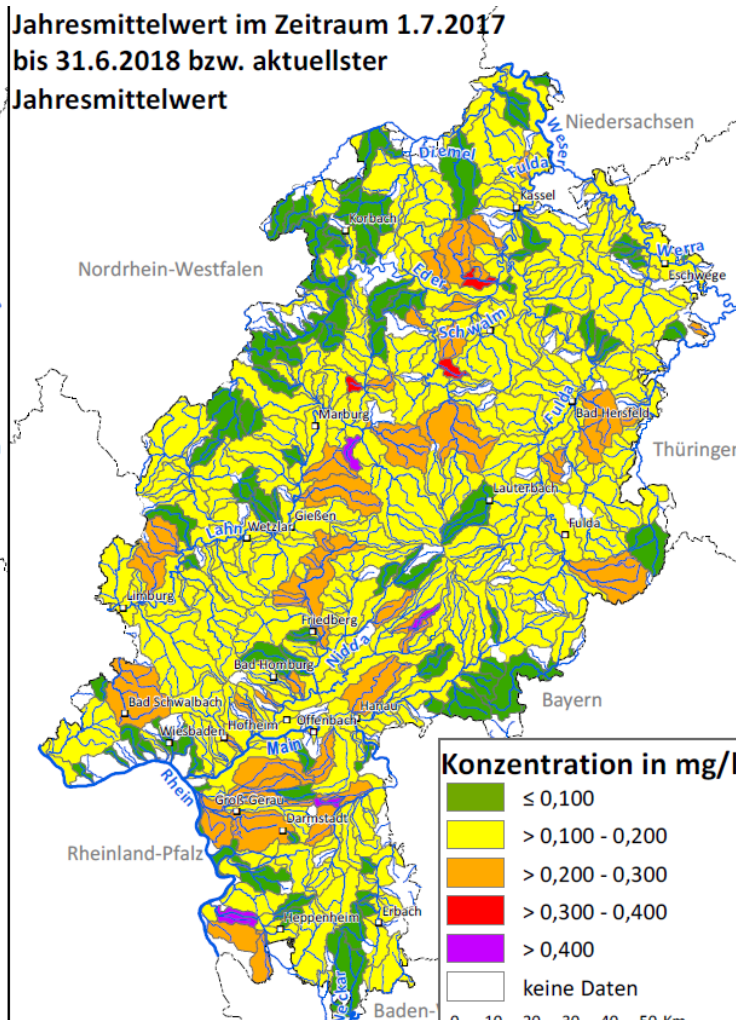 Jahresmittelwert im Zeitraum 1.7.2017
bis 31.6.2018 bzw. aktuellster
Jahresmittelwert
Niedersachsen
Weser
Diemel
Fulda
Kassel
Korbach
Werra
Nordrhein-Westfalen
Eder
Eschwege
Schwalm
Marburg
Fulda
Bad Hersfeld
Thüringen
Lauterbach
Gießen
Lahn
Wetzlar
Fulda
Limburg
Friedberg
Nidda
Bad Homburg
Bayern
Bad Schwalbach
Hanau
Hofheim
Offenbach
Wiesbaden
Main
Rhein
Groß-Gerau
Darmstadt
Rheinland-Pfalz
Heppenheim
Erbach
Neckar
Baden-
Konzentration in mg/l
≤ 0,100
> 0,100 - 0,200
> 0,200 - 0,300
> 0,300 - 0,400
> 0,400
keine Daten
0 10 20 30 40 50 Km